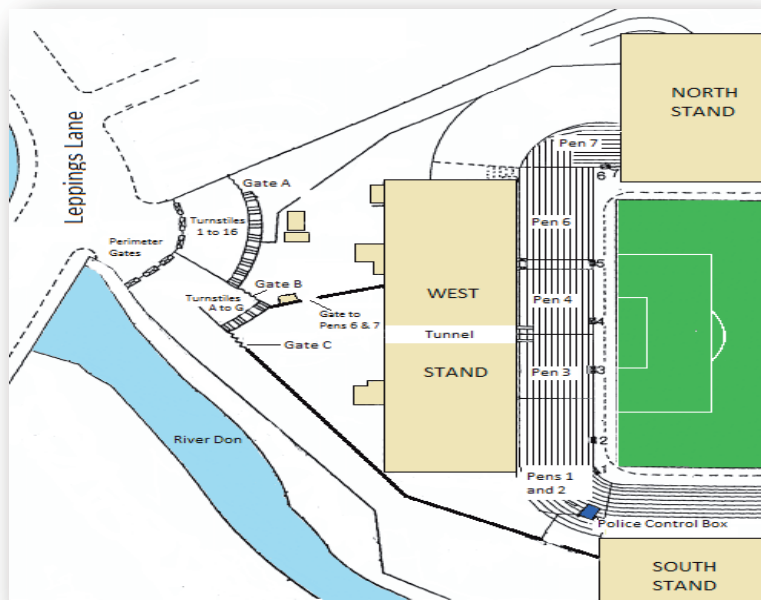 NORTH
STAND
Leppings Lane
Pen 7
6
7
Gate A
Turnstiles
1 to 16
Pen 6
Perimeter
Gates
5
Gate B
Turnstiles
A to G
WEST
STAND
Pen 4
Gate to
Pens 6 & 7
4
Tunnel
Gate C
Pen 3
3
River Don
2
1
Pens 1
and 2
Police Control Box
SOUTH
STAND